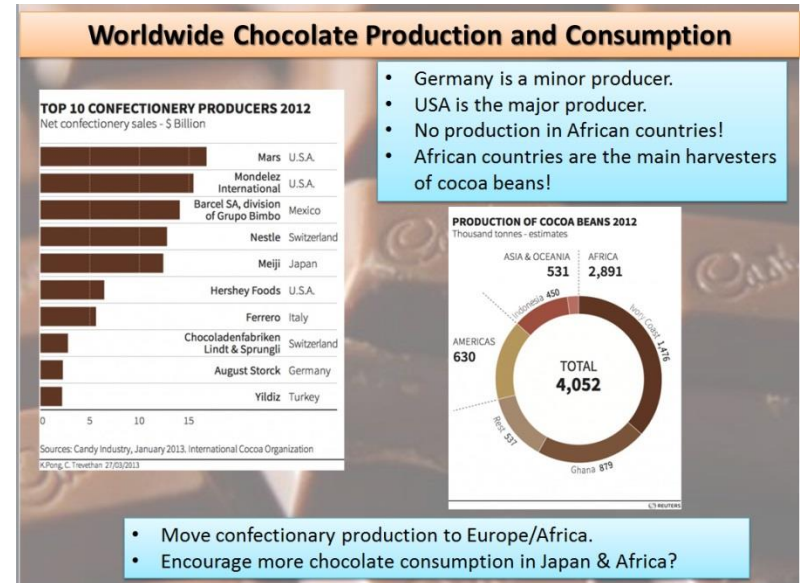 Worldwide Chocolate Production and Consumption
TOP 10 CONFECTIONERY PRODUCERS 2012
Net confectionery sales - $ Billion
Mars U.S.A.
Mondelez
International U.S.A.
Barcel SA, division
of Grupo Bimbo Mexico
Nestle Switzerland
Meiji Japan
Hershey Foods U.S.A.
Ferrero Italy
Chocoladenfabriken
Lindt & Sprungli Switzerland
August Storck Germany
Yildiz Turkey
0 5 10 15
Sources: Candy Industry, January 2013. International Cocoa Organization
K.Pong, C. Trevethan 27/03/2013
• Germany is a minor producer.
• USA is the major producer.
• No production in African countries!
• African countries are the main harvesters
of cocoa beans!
PRODUCTION OF COCOA BEANS 2012
Thousand tonnes - estimates
ASIA & OCEANIA
531
AFRICA
2,891
Indonesia 450
Ivory Coast 1,476
AMERICAS
630
TOTAL
4,052
Rest 537
Ghana 879
REUTERS
• Move confectionary production to Europe/Africa.
• Encourage more chocolate consumption in Japan & Africa?